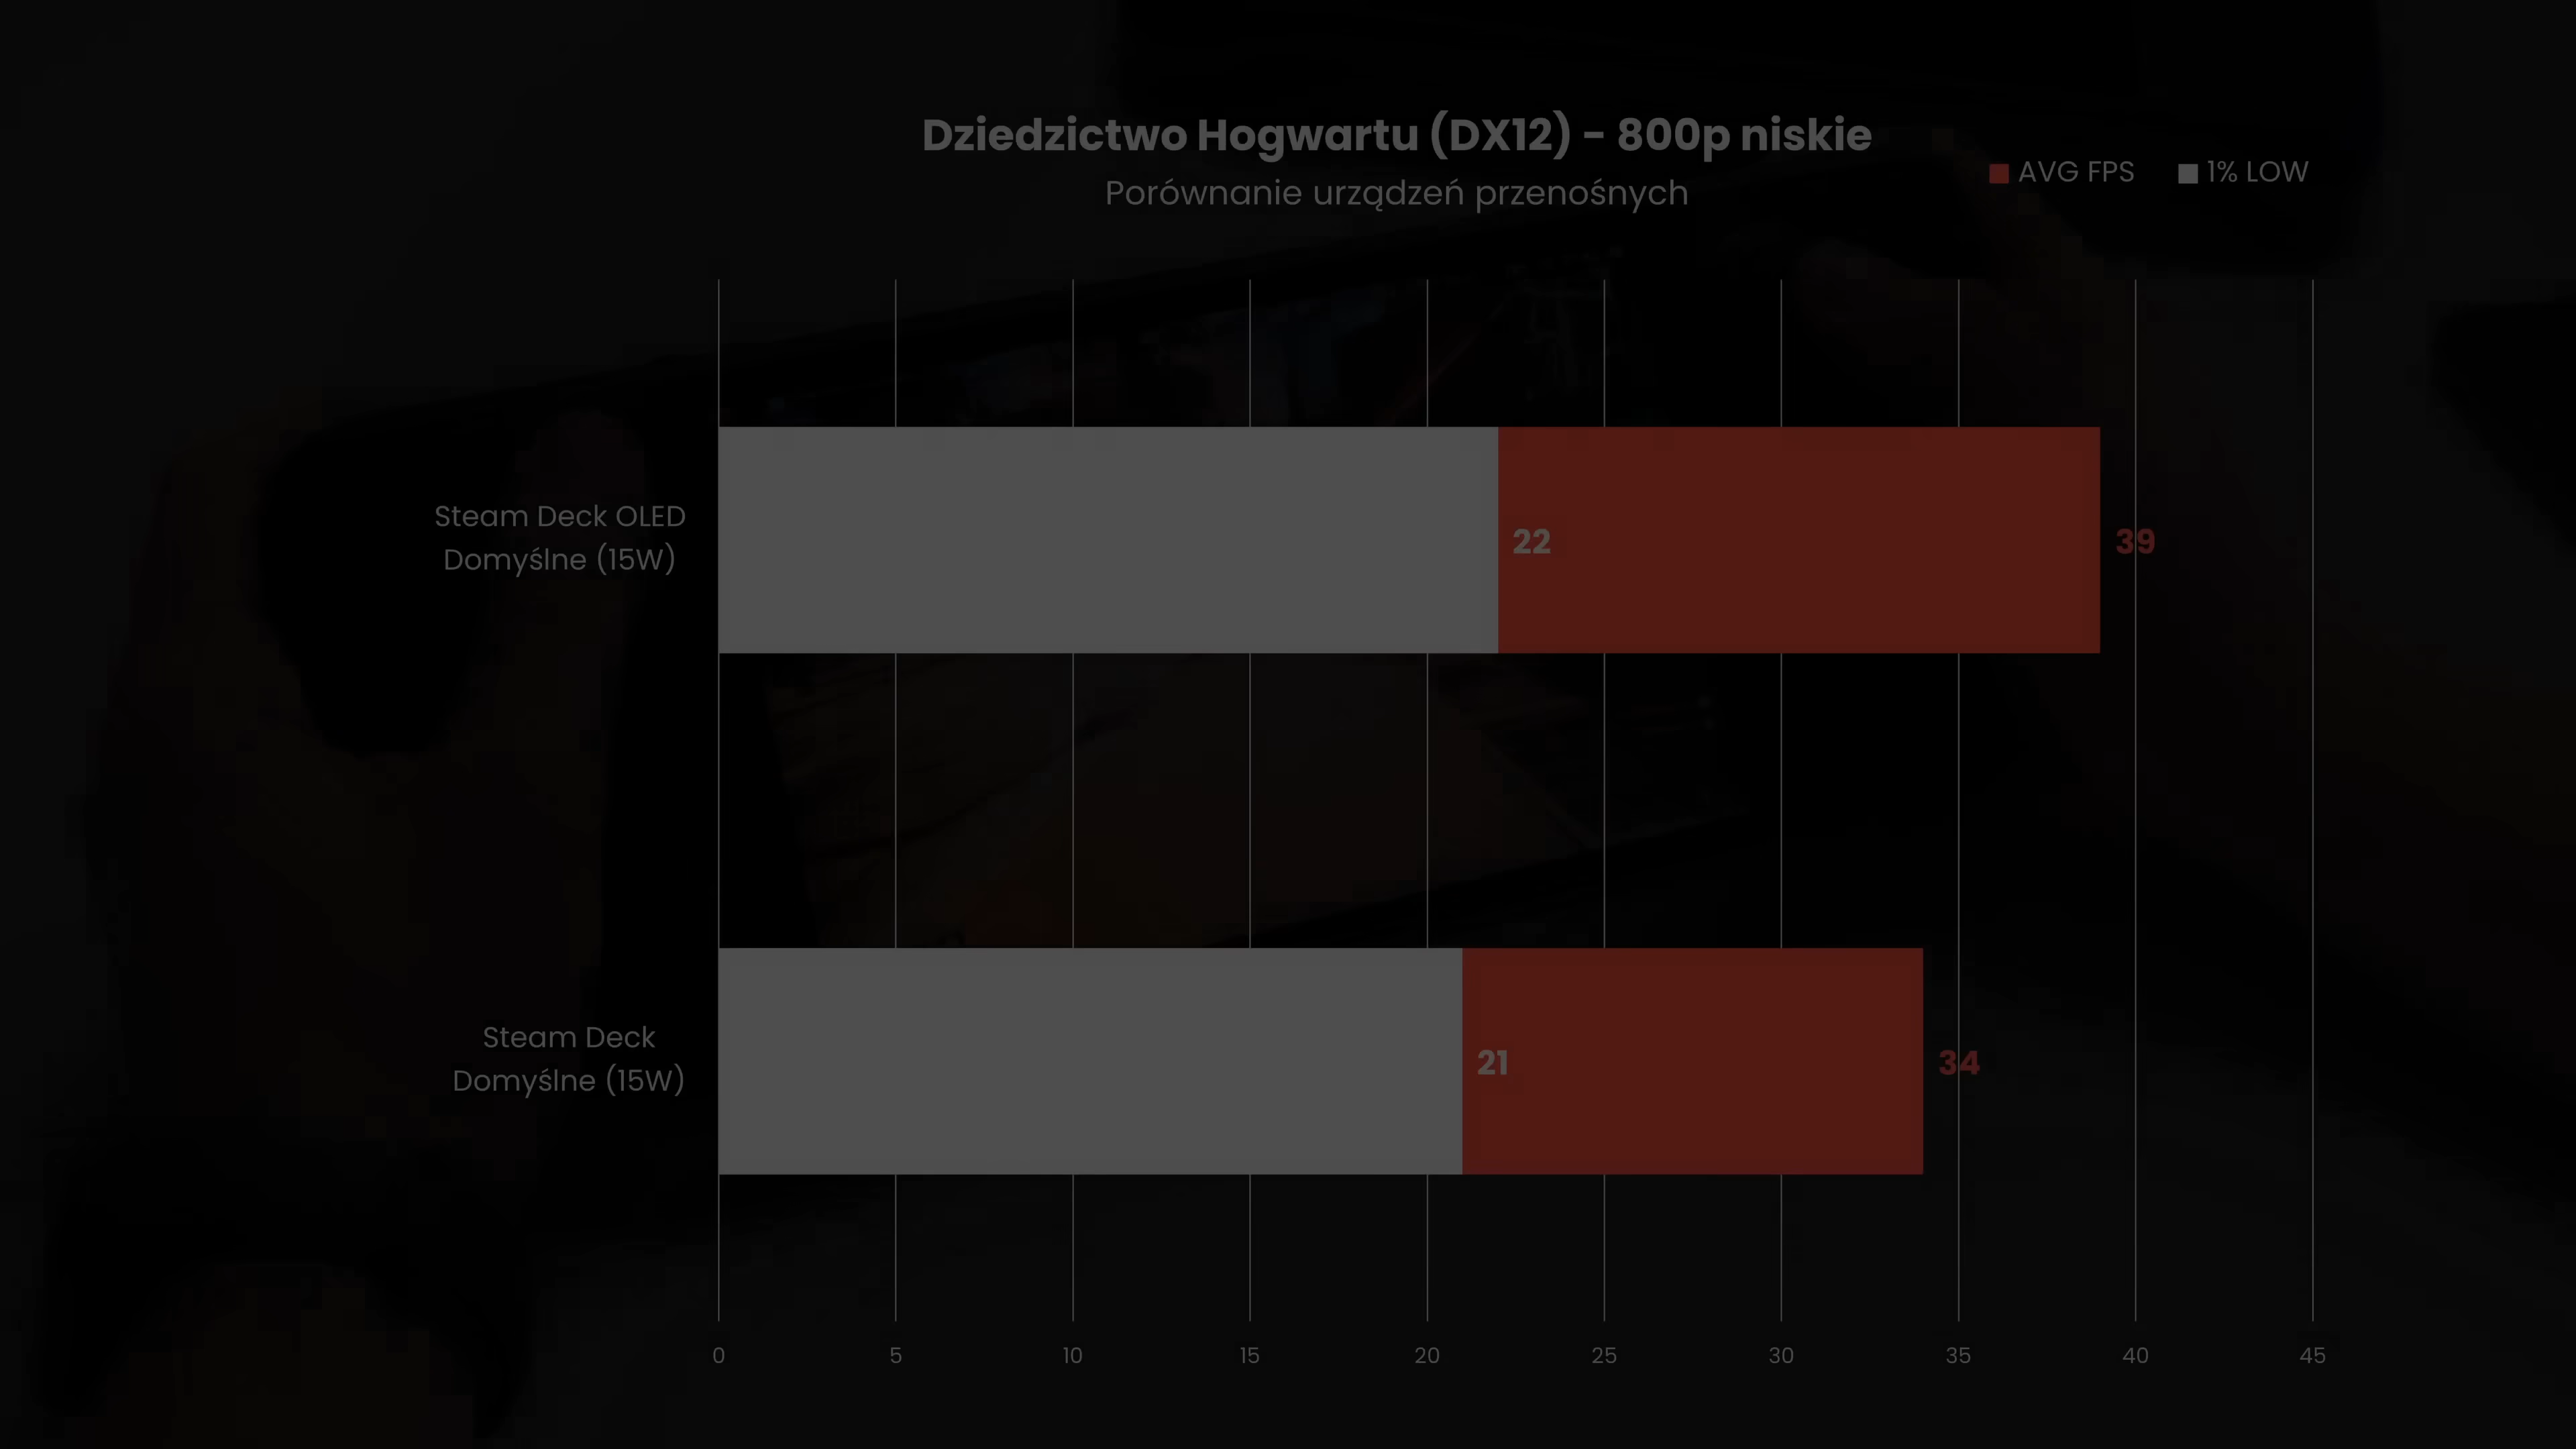 Dziedzictwo Hogwartu (DX12) - 800p niskie
Porównanie urządzeń przenośnych
AVG FPS 1% LOW
Steam Deck OLED
Domyślne (15W)
22 39
Steam Deck
Domyślne (15W)
21 34
0 5 10 15 20 25 30 35 40 45